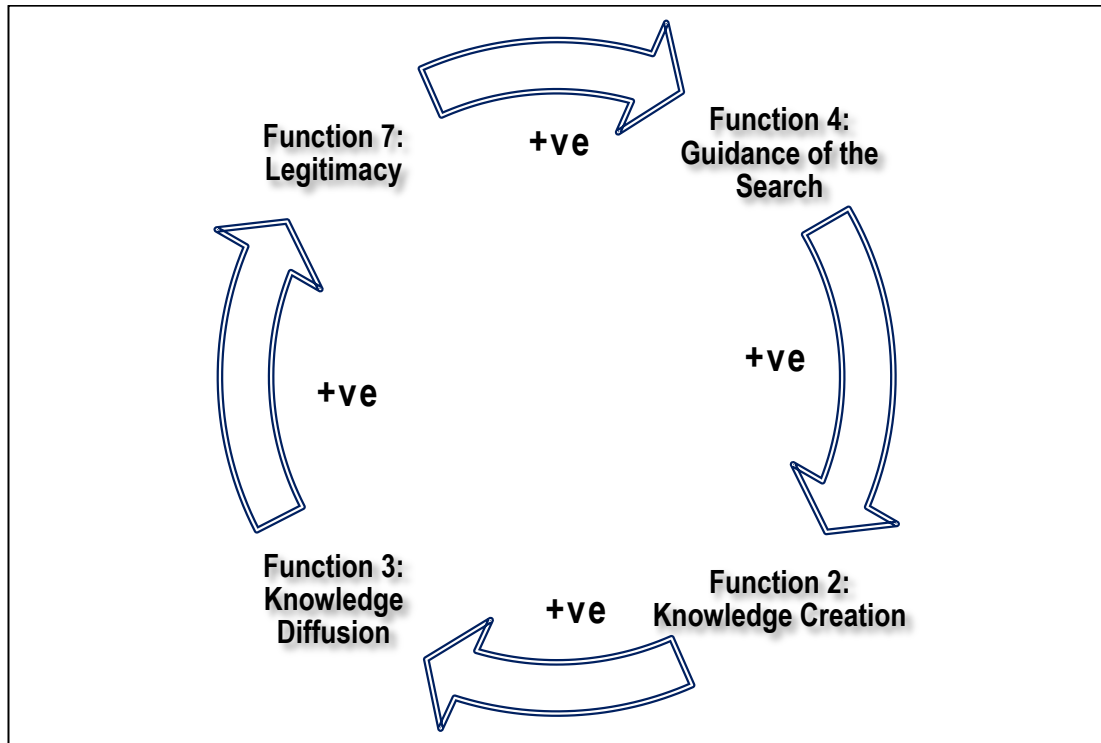 Function 7:
Legitimacy
+ve
Function 4:
Guidance of the
Search
+ve
+ve
Function 3:
Knowledge
Diffusion
+ve
Function 2:
Knowledge Creation